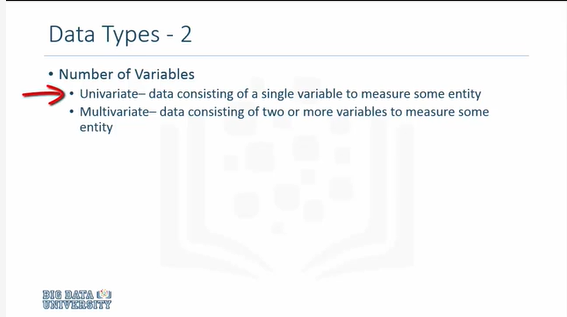 Data Types - 2
• Number of Variables
• Univariate– data consisting of a single variable to measure some entity
• Multivariate– data consisting of two or more variables to measure some
entity
BIG DATA
UNIVERSITY